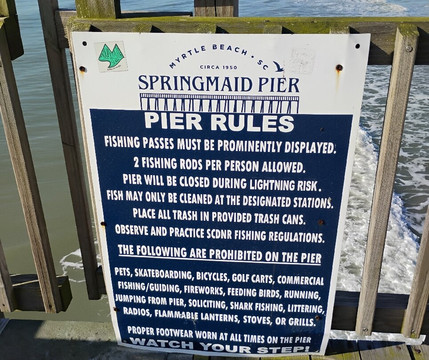 MYRTLE BEACH • SC
CIRCA 1950
SPRINGMAID PIER
PIER RULES
FISHING PASSES MUST BE PROMINENTLY DISPLAYED.
2 FISHING RODS PER PERSON ALLOWED.
PIER WILL BE CLOSED DURING LIGHTNING RISK.
FISH MAY ONLY BE CLEANED AT THE DESIGNATED STATIONS.
PLACE ALL TRASH IN PROVIDED TRASH CANS.
OBSERVE AND PRACTICE SCDNR FISHING REGULATIONS.
THE FOLLOWING ARE PROHIBITED ON THE PIER
PETS, SKATEBOARDING, BICYCLES, GOLF CARTS, COMMERCIAL
FISHING/GUIDING, FIREWORKS, FEEDING BIRDS, RUNNING,
JUMPING FROM PIER, SOLICITING, SHARK FISHING, LITTERING,
RADIOS, FLAMMABLE LANTERNS, STOVES, OR GRILLS.
PROPER FOOTWEAR WORN AT ALL TIMES ON THE PIER
WATCH YOUR STEP!